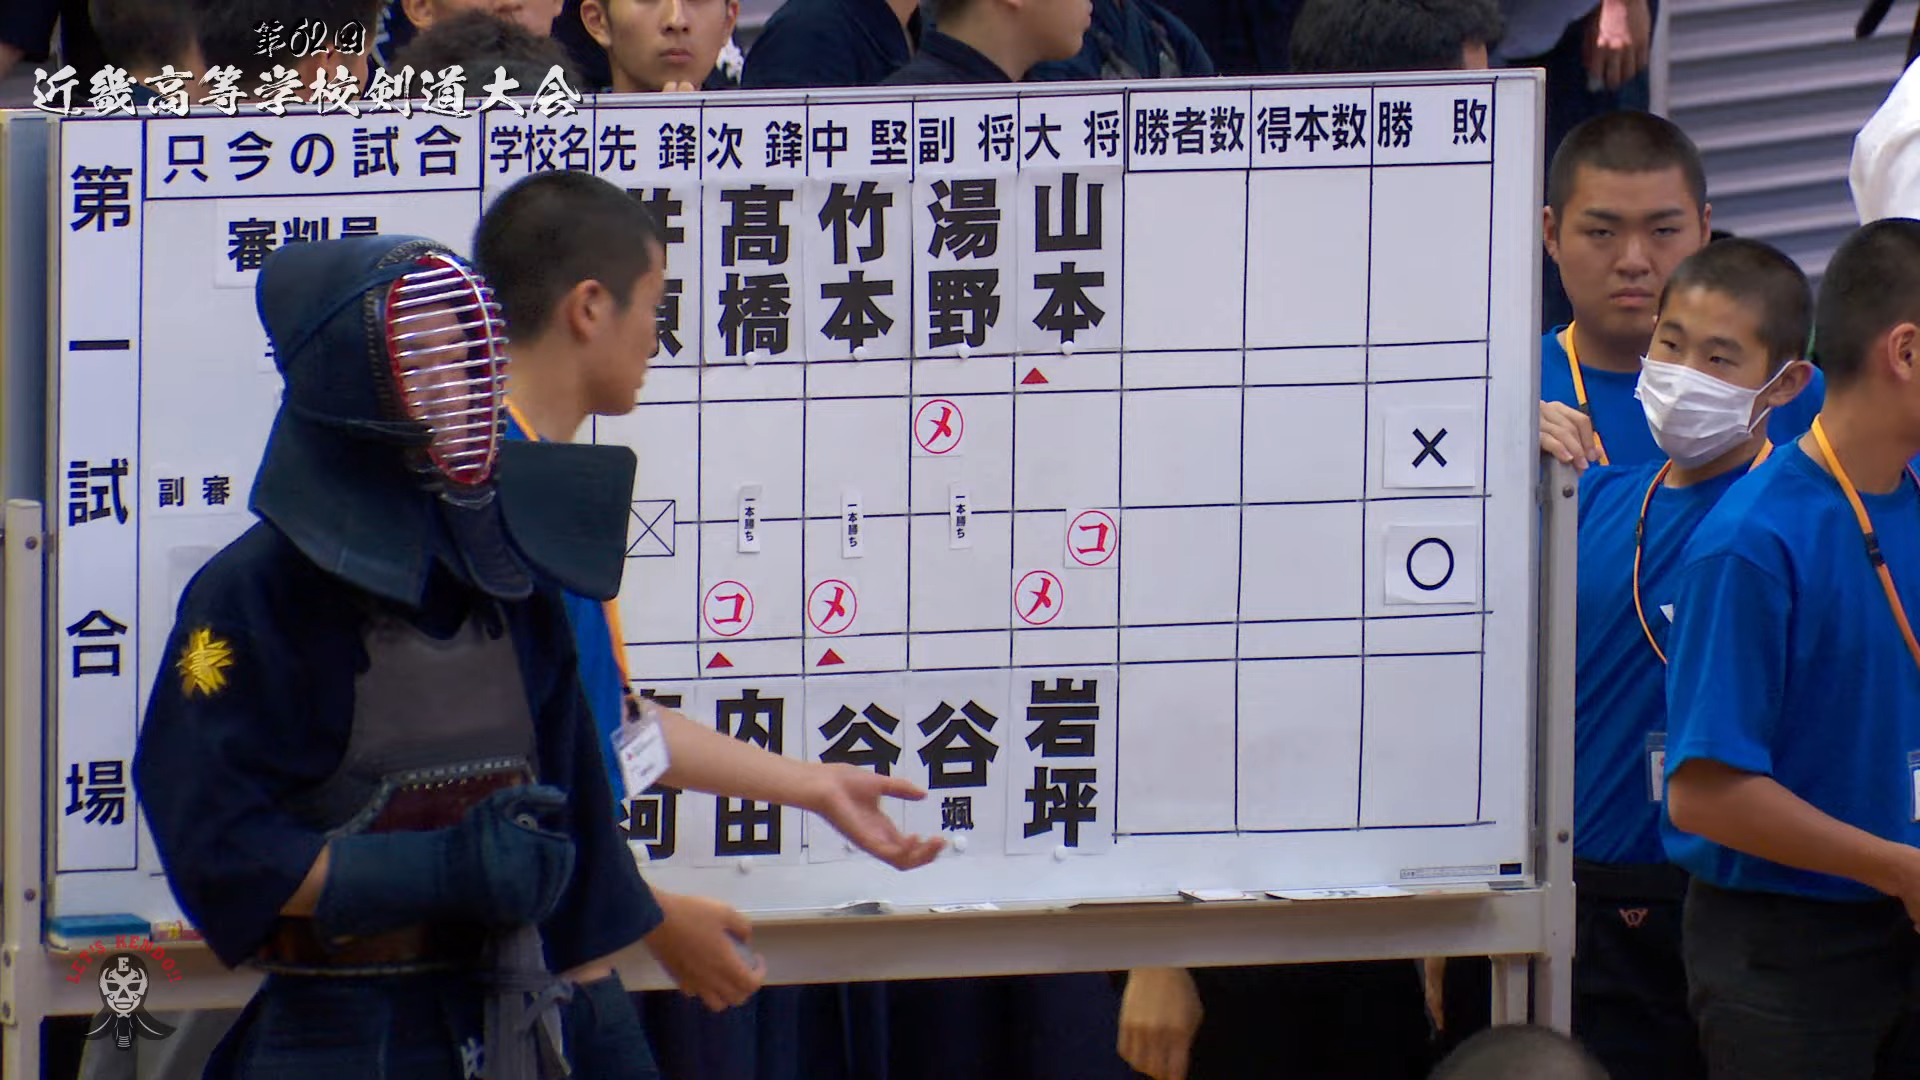 第62回
近畿高等学校剣道大会
第一試合場
只今の試合
学校名
先鋒
次鋒
中堅
副将
大将
勝者数
得本数
勝敗
審判員
副審
井原
髙橋
竹本
湯野
山本
メ
×
一本勝ち
一本勝ち
一本勝ち
コ
〇
コ
メ
メ
内田
谷
谷颯
岩坪
LET'S KENDO!!
E